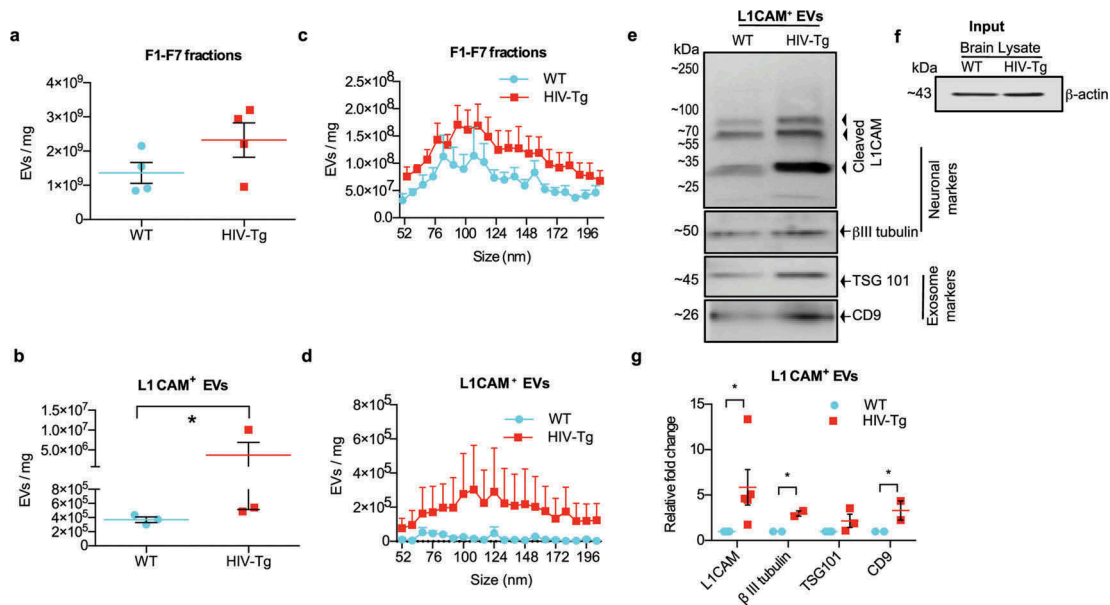 a
F1-F7 fractions
4×10⁹
3×10⁹
2×10⁹
1×10⁹
0
EVs / mg
WT
HIV-Tg
b
L1 CAM⁺ EVs
1.5×10⁷
1.0×10⁷
5.0×10⁶
8×10⁵
6×10⁵
4×10⁵
2×10⁵
0
EVs / mg
*
WT
HIV-Tg
c
F1-F7 fractions
2.5×10⁸
2.0×10⁸
1.5×10⁸
1.0×10⁸
5.0×10⁷
0
EVs / mg
WT
HIV-Tg
52 76 100 124 148 172 196
Size (nm)
d
L1CAM⁺ EVs
8×10⁵
6×10⁵
4×10⁵
2×10⁵
0
EVs / mg
WT
HIV-Tg
52 76 100 124 148 172 196
Size (nm)
e
L1CAM⁺ EVs
kDa WT HIV-Tg
~250
~100
~70
~55
~35
~25
Cleaved
L1CAM
~50 βIII tubulin
~45 TSG 101
~26 CD9
Neuronal
markers
Exosome
markers
f
Input
Brain Lysate
kDa WT HIV-Tg
~43 β-actin
g
L1 CAM⁺ EVs
15
10
5
0
Relative fold change
WT
HIV-Tg
*
*
*
L1CAM
β III tubulin
TSG101
CD9